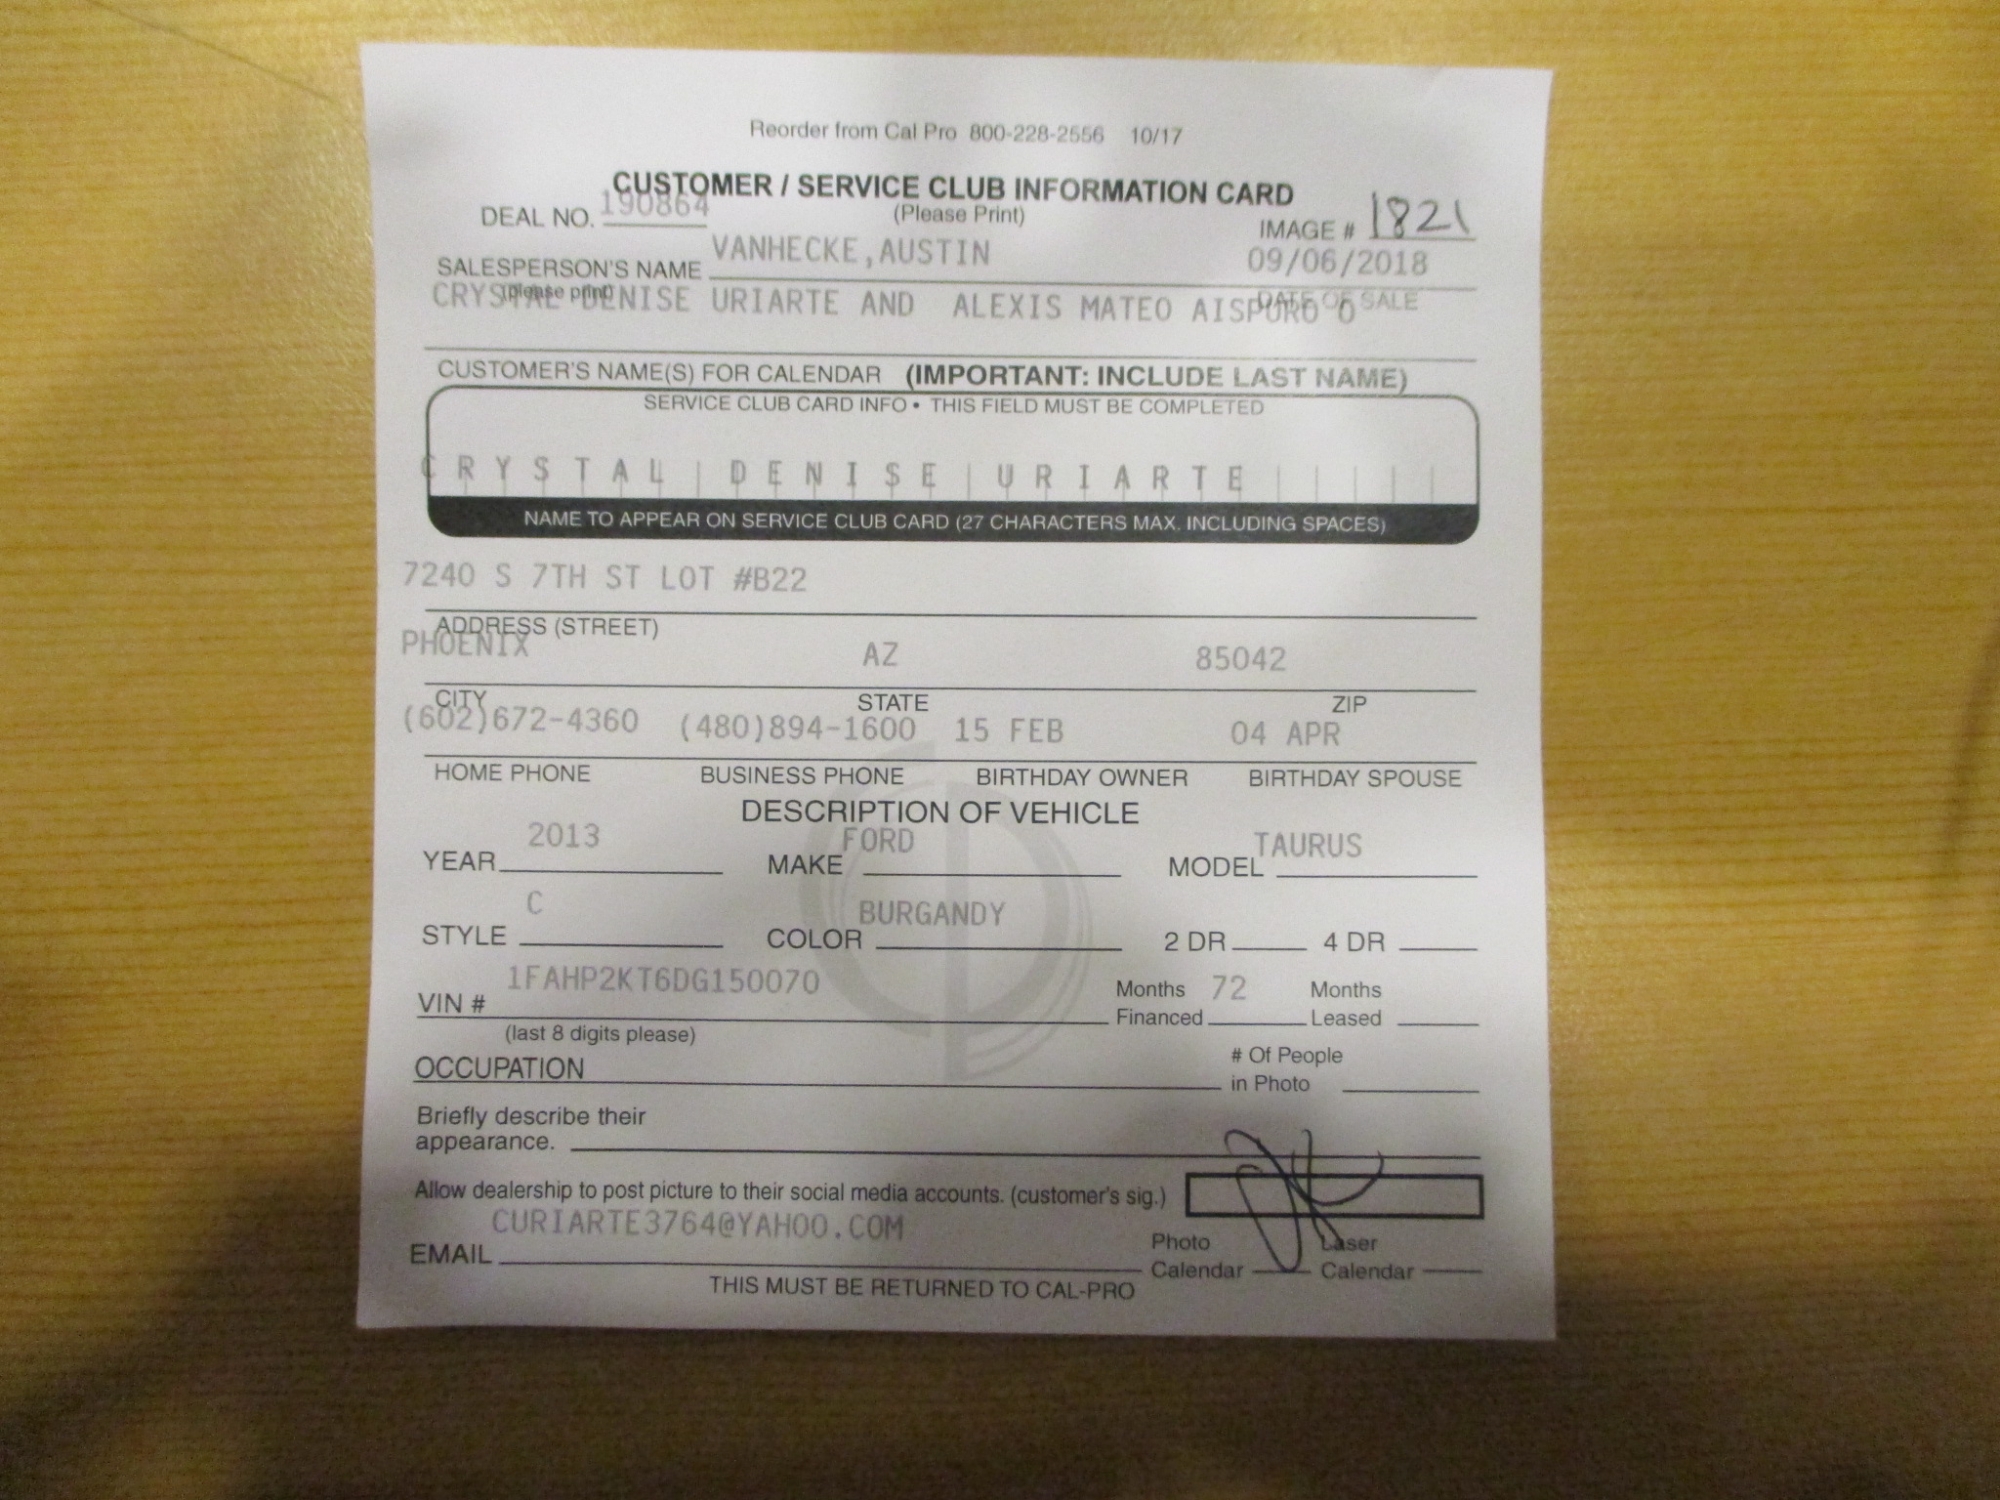 Reorder from Cal Pro 800-228-2556 10/17
CUSTOMER / SERVICE CLUB INFORMATION CARD
DEAL NO. 190864 (Please Print) IMAGE # 1821
SALESPERSON'S NAME VANHECKE,AUSTIN 09/06/2018
(please print) DATE OF SALE
CRYSTAL DENISE URIARTE AND ALEXIS MATEO AISPURO O
CUSTOMER'S NAME(S) FOR CALENDAR (IMPORTANT: INCLUDE LAST NAME)
SERVICE CLUB CARD INFO • THIS FIELD MUST BE COMPLETED
CRYSTAL DENISE URIARTE
NAME TO APPEAR ON SERVICE CLUB CARD (27 CHARACTERS MAX. INCLUDING SPACES)
7240 S 7TH ST LOT #B22
ADDRESS (STREET)
PHOENIX AZ 85042
CITY STATE ZIP
(602)672-4360 (480)894-1600 15 FEB 04 APR
HOME PHONE BUSINESS PHONE BIRTHDAY OWNER BIRTHDAY SPOUSE
DESCRIPTION OF VEHICLE
YEAR 2013 MAKE FORD MODEL TAURUS
STYLE C COLOR BURGANDY 2 DR 4 DR
VIN # 1FAHP2KT6DG150070 Months Financed 72 Months Leased
(last 8 digits please)
OCCUPATION # Of People in Photo
Briefly describe their
appearance.
Allow dealership to post picture to their social media accounts. (customer's sig.)
EMAIL CURIARTE3764@YAHOO.COM Photo Calendar Laser Calendar
THIS MUST BE RETURNED TO CAL-PRO